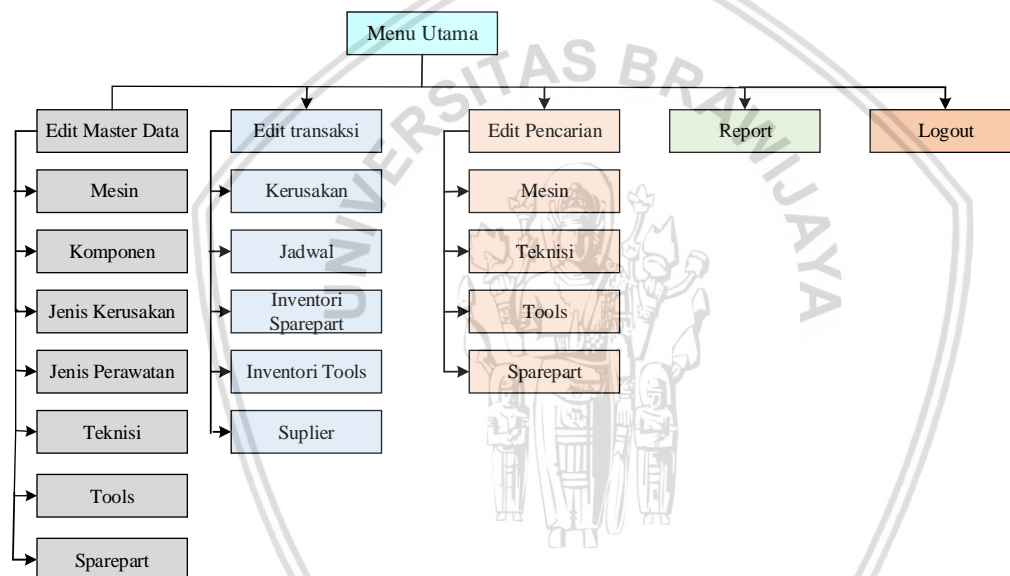 Menu Utama
Edit Master Data
Mesin
Komponen
Jenis Kerusakan
Jenis Perawatan
Teknisi
Tools
Sparepart
Edit transaksi
Kerusakan
Jadwal
Inventori
Sparepart
Inventori Tools
Suplier
Edit Pencarian
Mesin
Teknisi
Tools
Sparepart
Report
Logout
UNIVERSITAS BRAWIJAYA